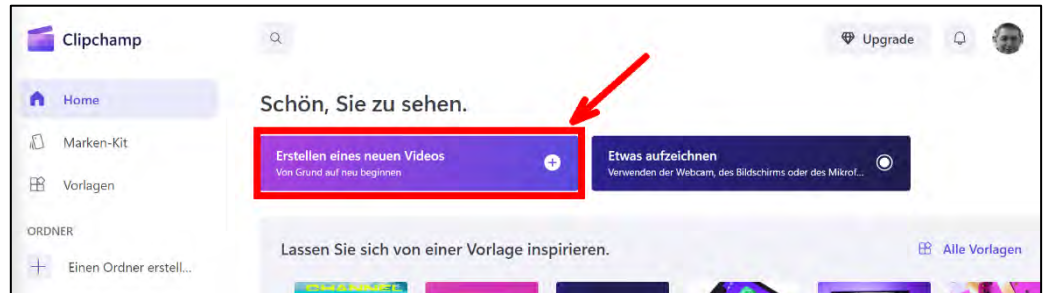 Clipchamp
Upgrade
Home
Schön, Sie zu sehen.
Marken-Kit
Erstellen eines neuen Videos
Von Grund auf neu beginnen
Etwas aufzeichnen
Verwenden der Webcam, des Bildschirms oder des Mikrof...
Vorlagen
ORDNER
Lassen Sie sich von einer Vorlage inspirieren.
Alle Vorlagen
Einen Ordner erstell...
CHANNEL